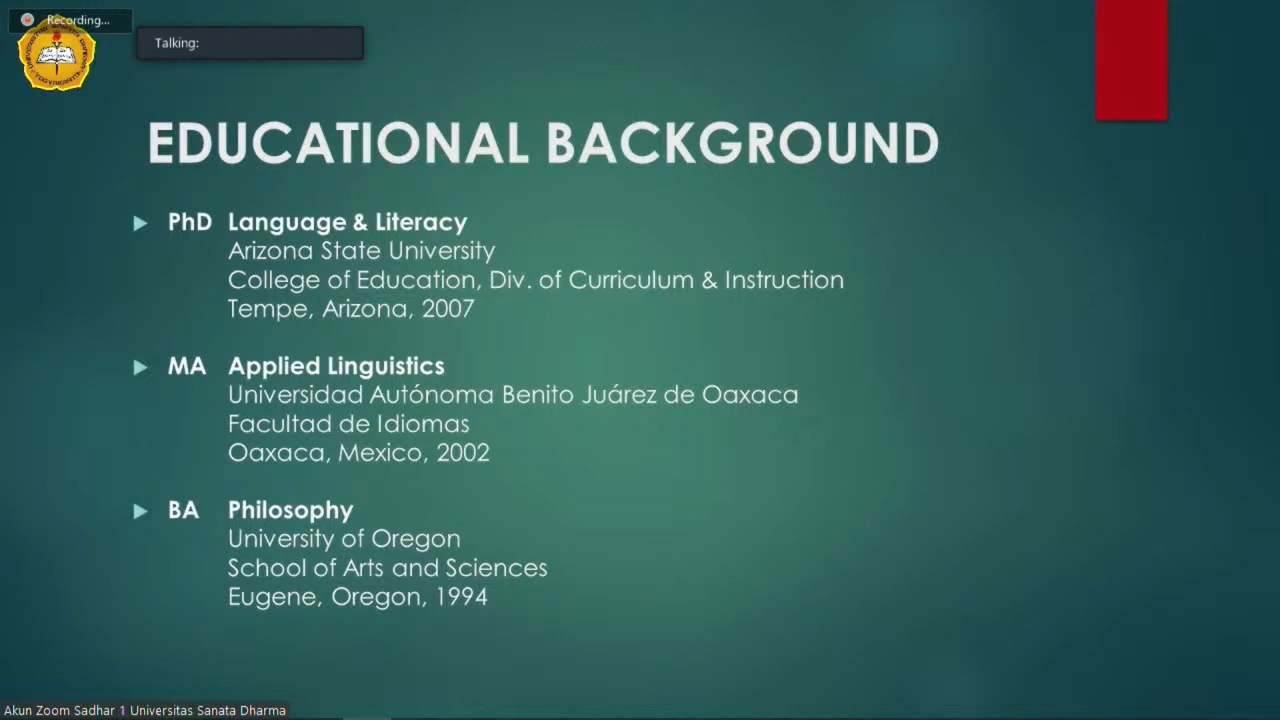 Recording...
Talking:
EDUCATIONAL BACKGROUND
PhD Language & Literacy
Arizona State University
College of Education, Div. of Curriculum & Instruction
Tempe, Arizona, 2007
MA Applied Linguistics
Universidad Autónoma Benito Juárez de Oaxaca
Facultad de Idiomas
Oaxaca, Mexico, 2002
BA Philosophy
University of Oregon
School of Arts and Sciences
Eugene, Oregon, 1994
Akun Zoom Sadhar 1 Universitas Sanata Dharma